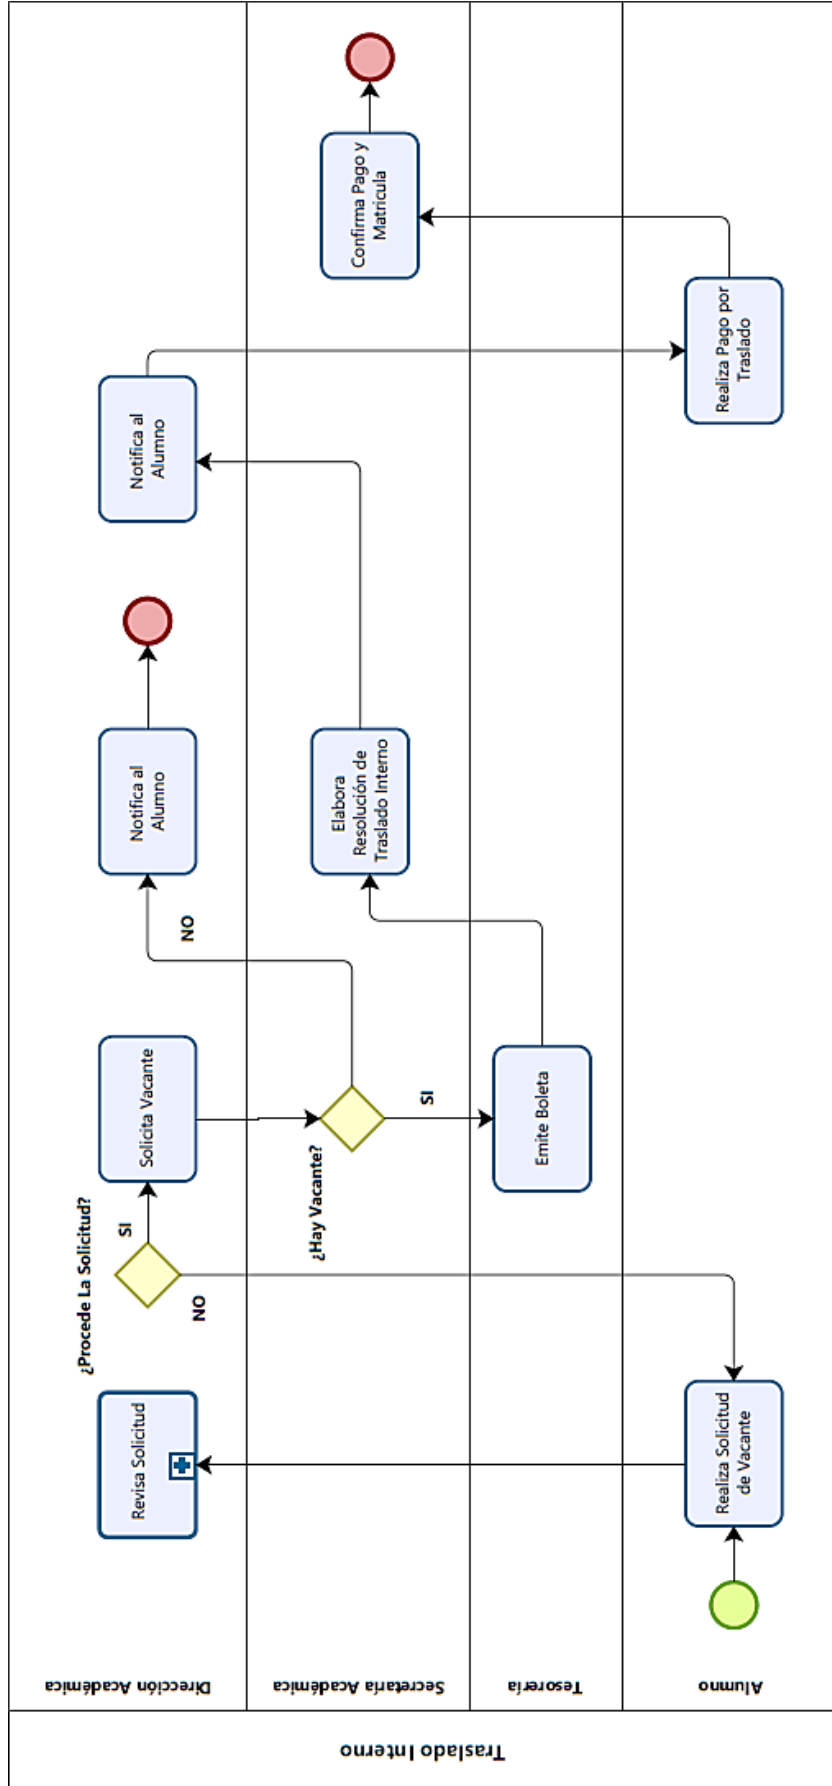 Traslado Interno
Dirección Académica
Secretaría Académica
Tesorería
Alumno
Revisa Solicitud
¿Procede La Solicitud?
SI
NO
Solicita Vacante
¿Hay Vacante?
NO
SI
Notifica al
Alumno
Notifica al
Alumno
Elabora
Resolución de
Traslado Interno
Confirma Pago y
Matricula
Emite Boleta
Realiza Solicitud
de Vacante
Realiza Pago por
Traslado